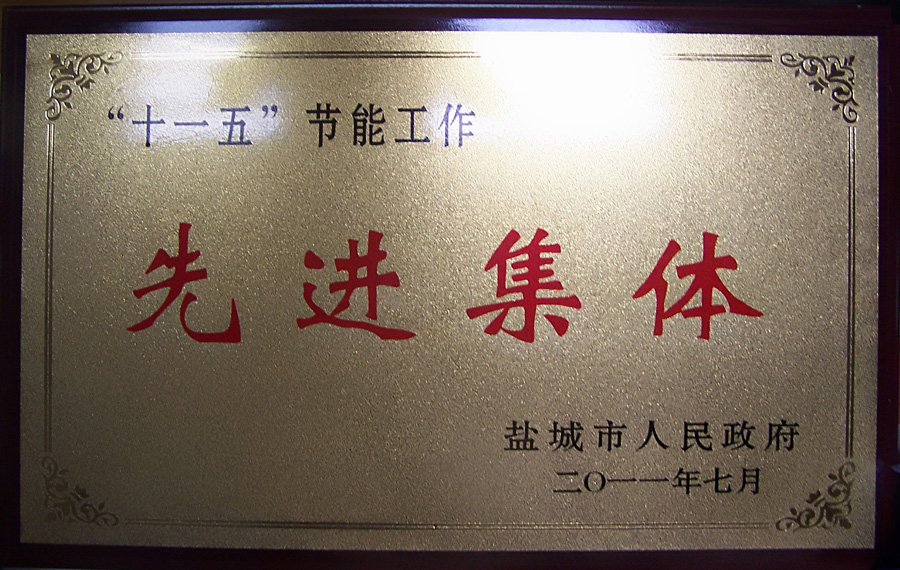 “十一五”节能工作
先进集体
盐城市人民政府
二〇一一年七月